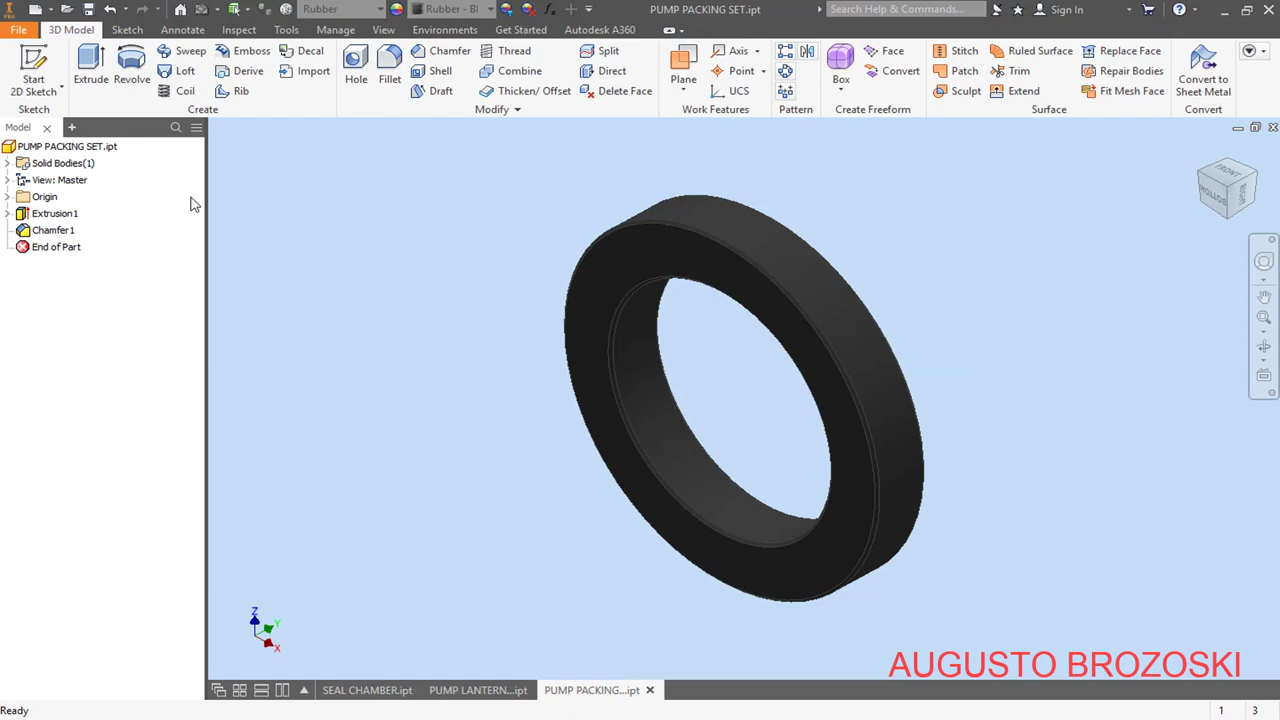 PRO
Rubber
Rubber - Bl
PUMP PACKING SET.ipt
Search Help & Commands...
Sign In
File
3D Model
Sketch
Annotate
Inspect
Tools
Manage
View
Environments
Get Started
Autodesk A360
Start
2D Sketch
Extrude
Revolve
Sweep
Loft
Coil
Emboss
Derive
Rib
Decal
Import
Hole
Fillet
Chamfer
Shell
Draft
Thread
Combine
Thicken/ Offset
Split
Direct
Delete Face
Plane
Axis
Point
UCS
Box
Face
Convert
Stitch
Patch
Sculpt
Ruled Surface
Trim
Extend
Replace Face
Repair Bodies
Fit Mesh Face
Convert to
Sheet Metal
Sketch
Create
Modify
Work Features
Pattern
Create Freeform
Surface
Convert
Model
PUMP PACKING SET.ipt
Solid Bodies(1)
View: Master
Origin
Extrusion1
Chamfer1
End of Part
FRONT
BOTTOM
RIGHT
Z
Y
X
AUGUSTO BROZOSKI
SEAL CHAMBER.ipt
PUMP LANTERN...ipt
PUMP PACKING...ipt
Ready
1
3